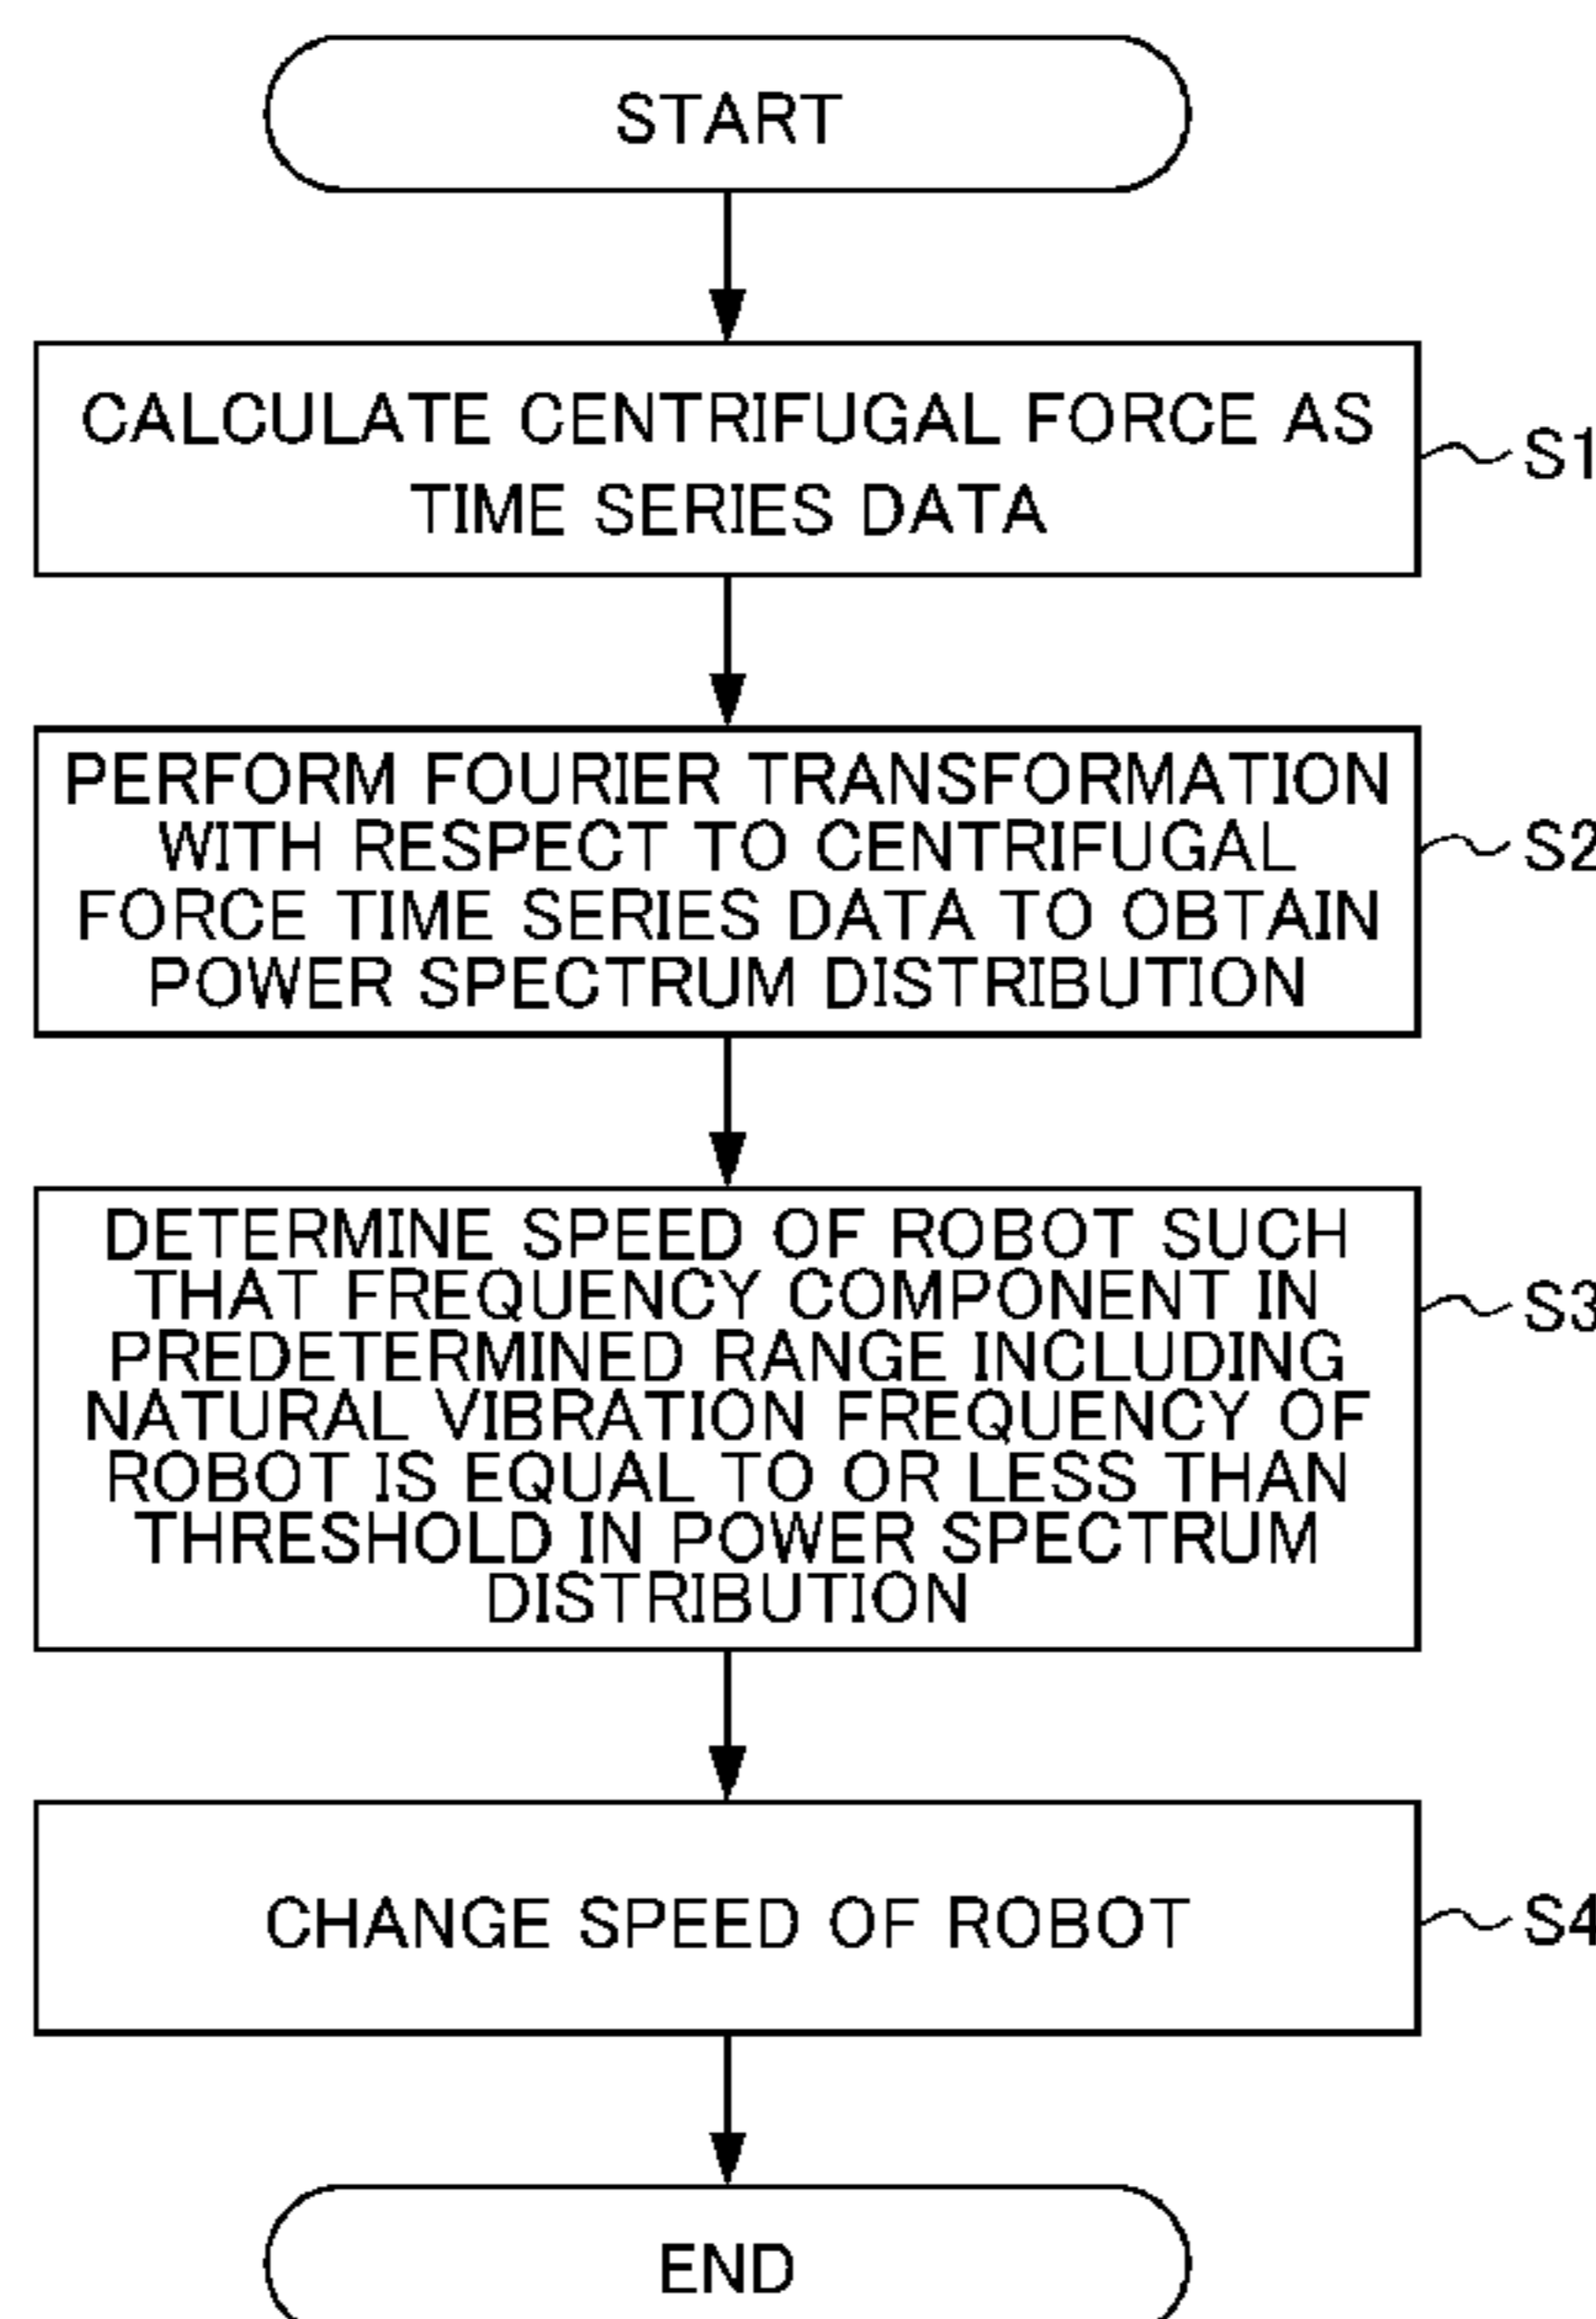 START
CALCULATE CENTRIFUGAL FORCE AS
TIME SERIES DATA
S1
PERFORM FOURIER TRANSFORMATION
WITH RESPECT TO CENTRIFUGAL
FORCE TIME SERIES DATA TO OBTAIN
POWER SPECTRUM DISTRIBUTION
S2
DETERMINE SPEED OF ROBOT SUCH
THAT FREQUENCY COMPONENT IN
PREDETERMINED RANGE INCLUDING
NATURAL VIBRATION FREQUENCY OF
ROBOT IS EQUAL TO OR LESS THAN
THRESHOLD IN POWER SPECTRUM
DISTRIBUTION
S3
CHANGE SPEED OF ROBOT
S4
END